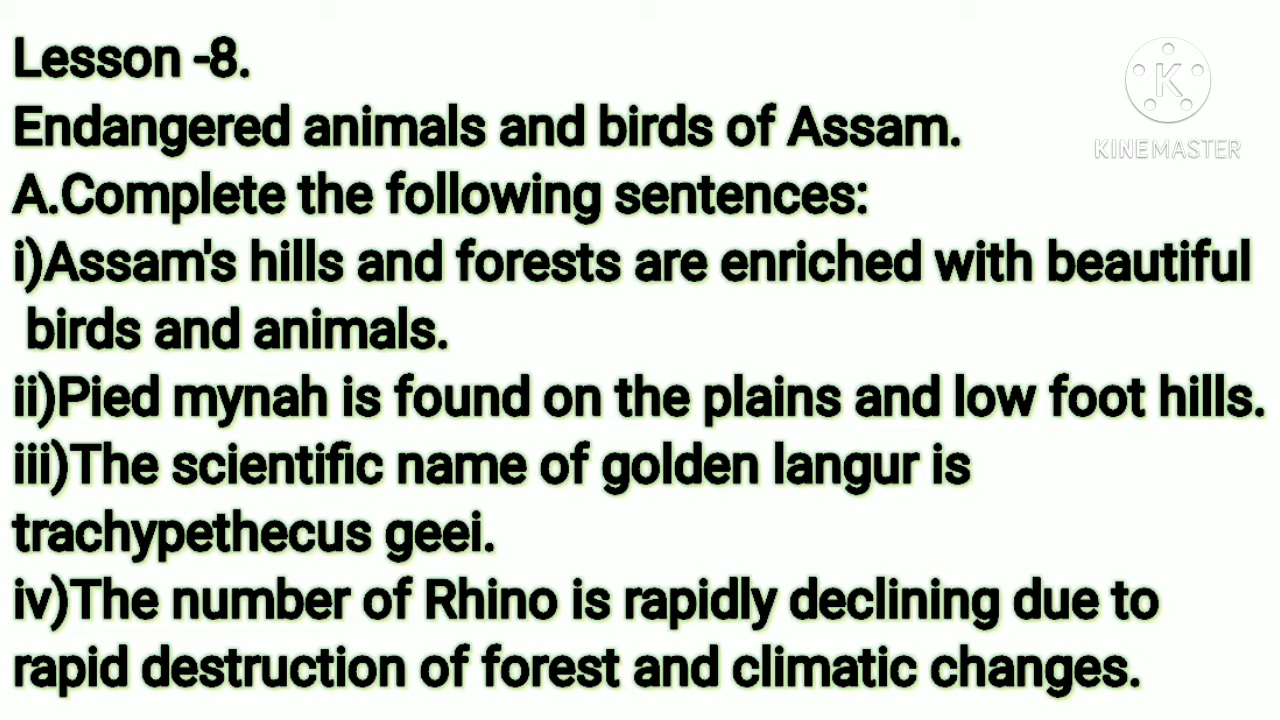 Lesson -8.
Endangered animals and birds of Assam.
A.Complete the following sentences:
i)Assam's hills and forests are enriched with beautiful
birds and animals.
ii)Pied mynah is found on the plains and low foot hills.
iii)The scientific name of golden langur is
trachypethecus geei.
iv)The number of Rhino is rapidly declining due to
rapid destruction of forest and climatic changes.
K
KINEMASTER